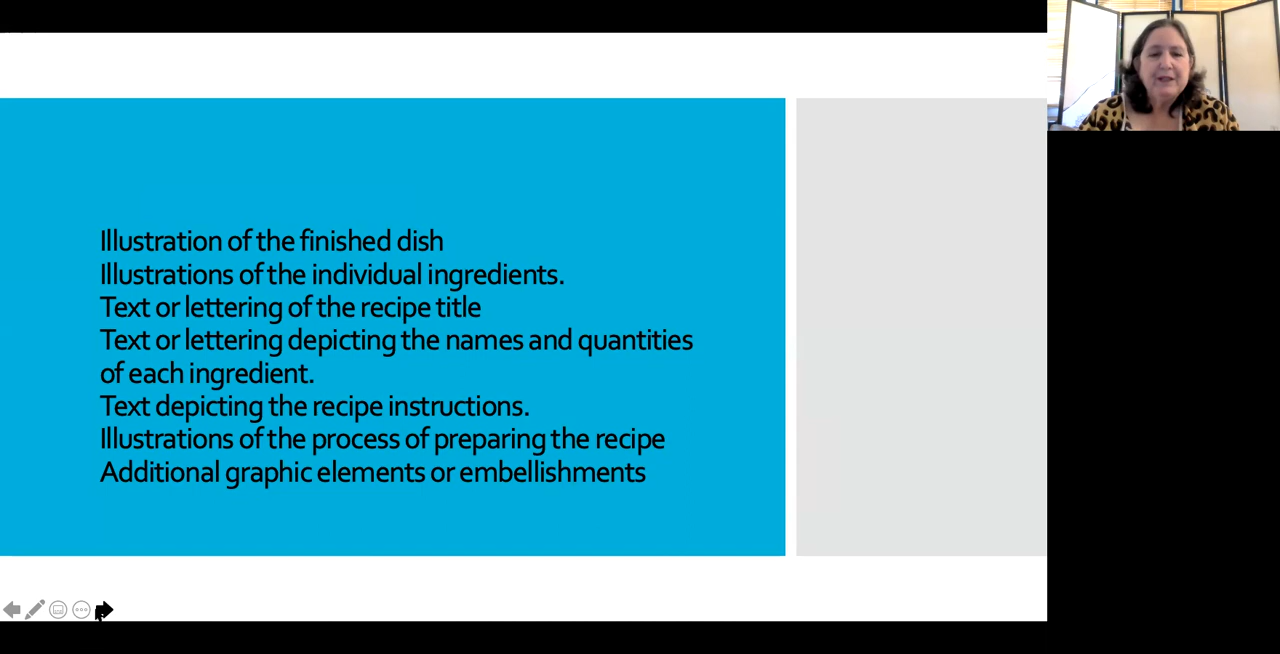 Illustration of the finished dish
Illustrations of the individual ingredients.
Text or lettering of the recipe title
Text or lettering depicting the names and quantities
of each ingredient.
Text depicting the recipe instructions.
Illustrations of the process of preparing the recipe
Additional graphic elements or embellishments